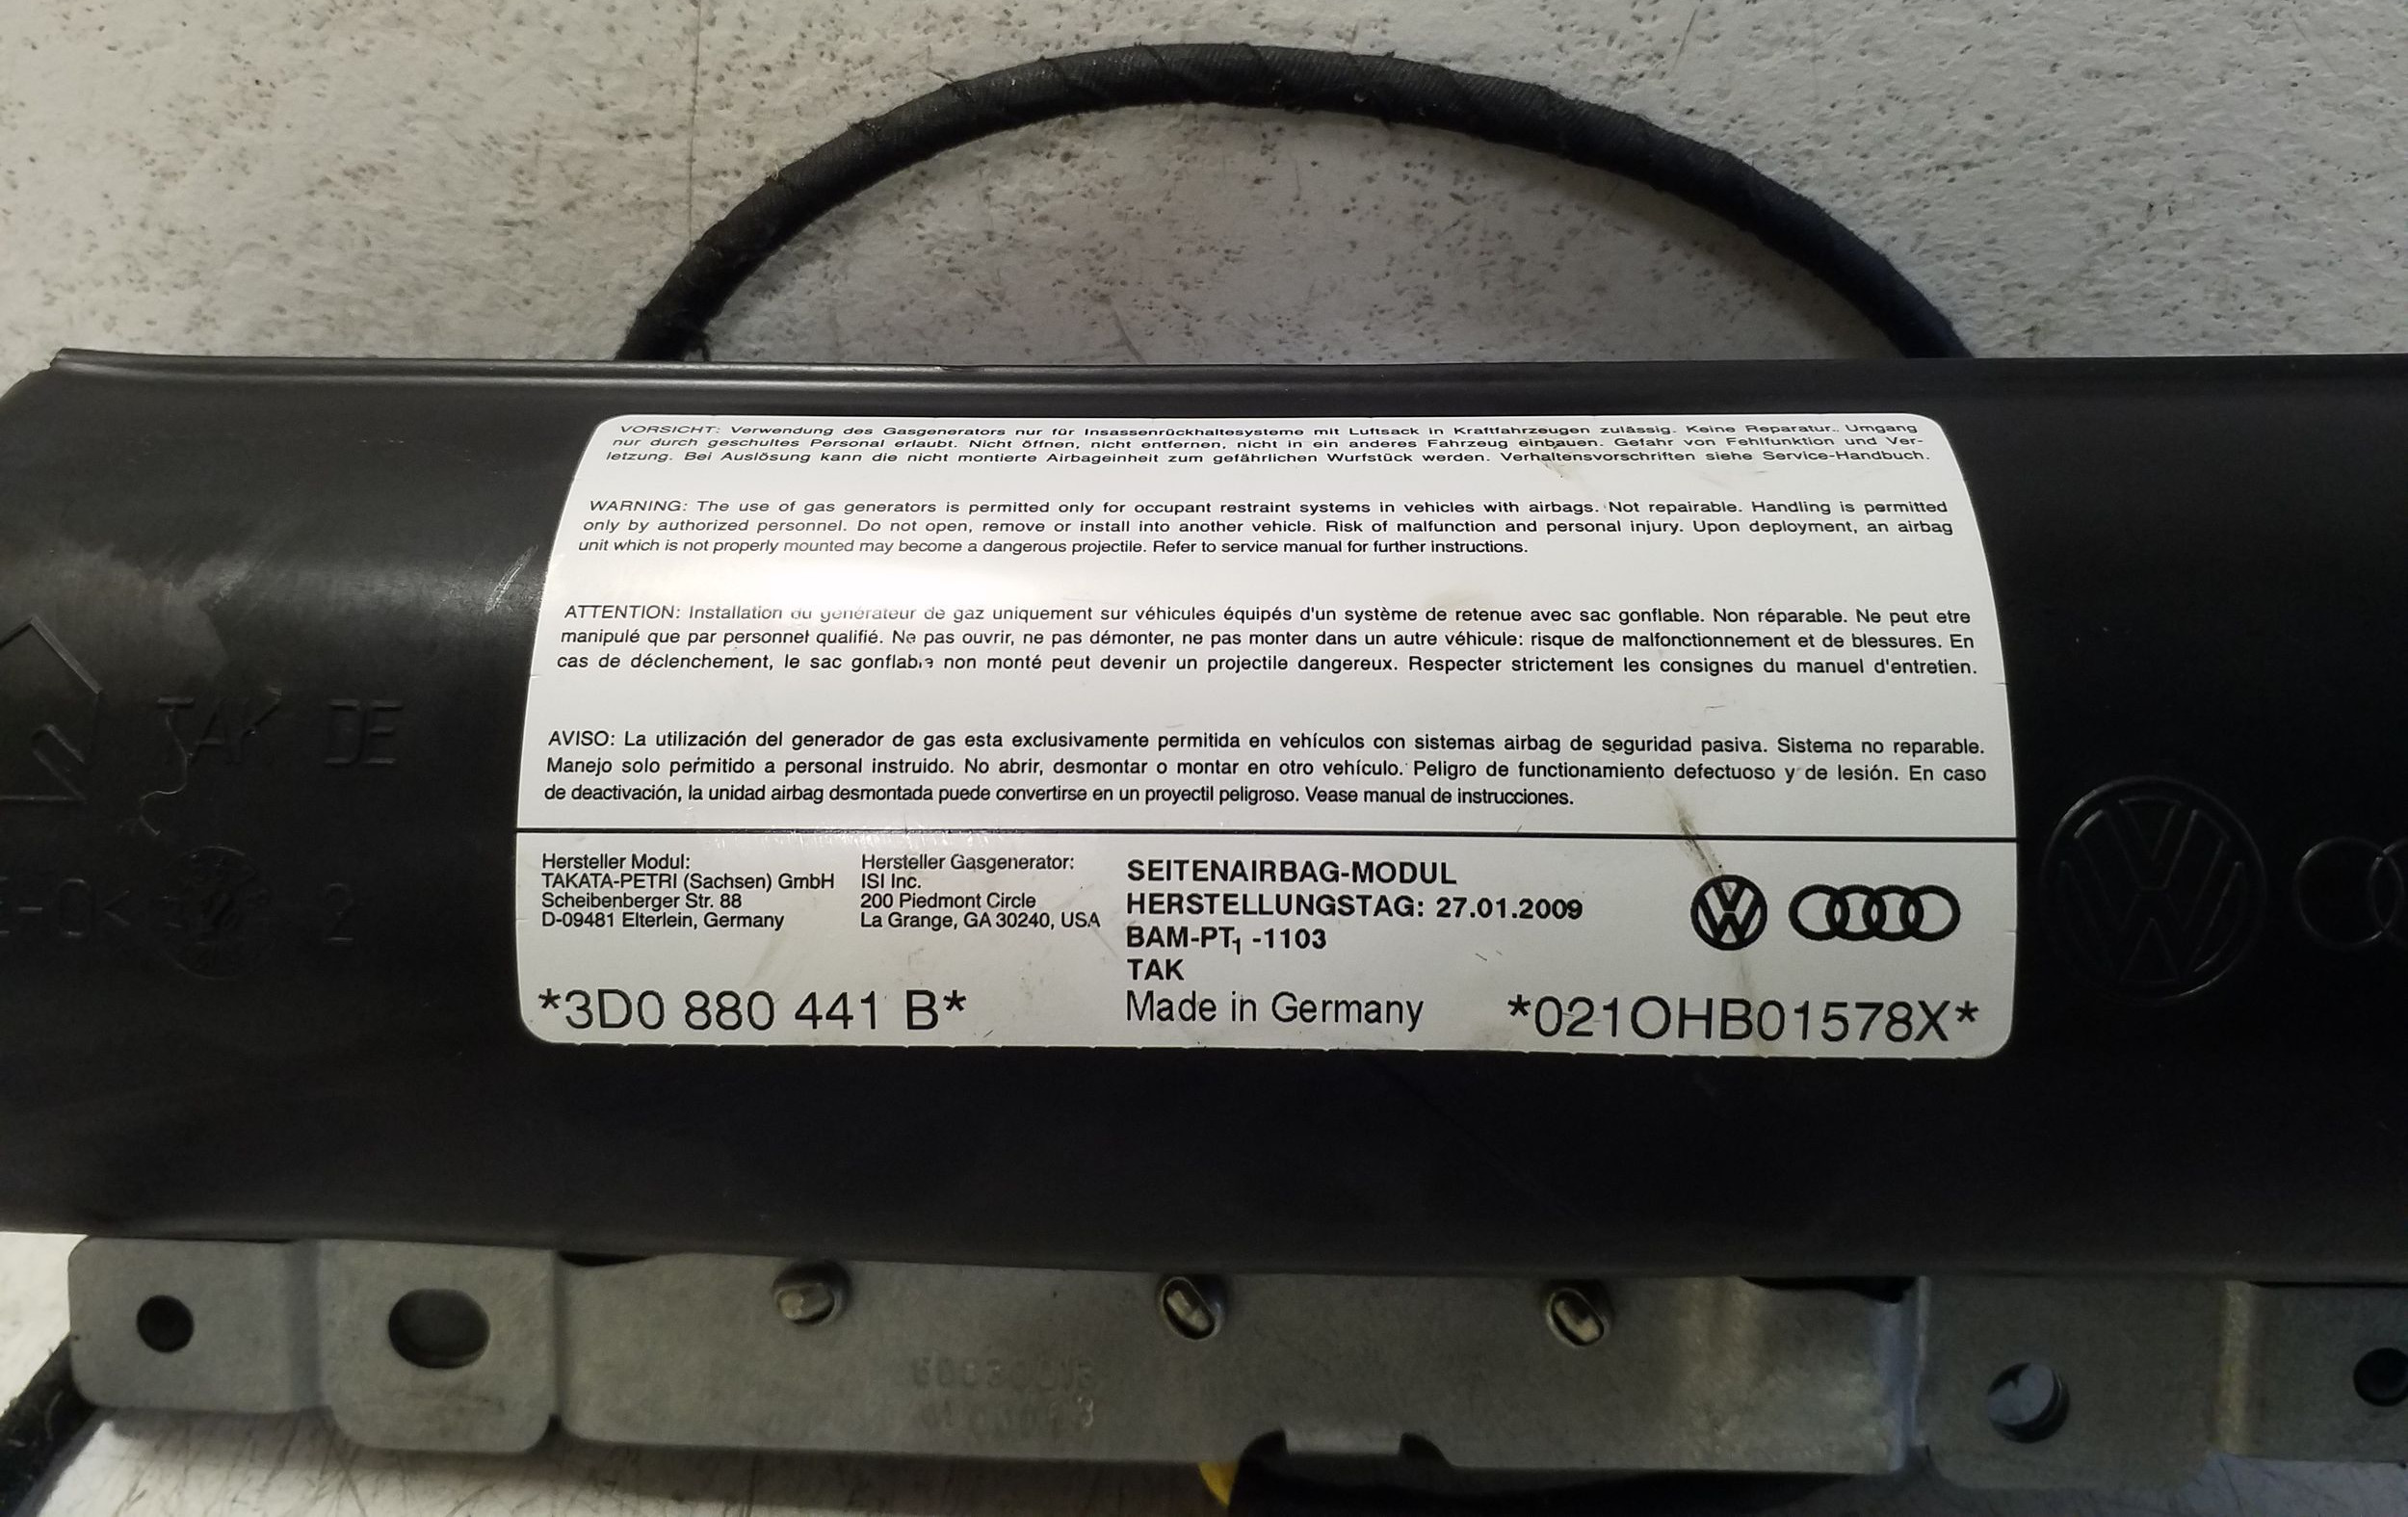 VORSICHT: Verwendung des Gasgenerators nur für Insassenrückhaltesysteme mit Luftsack in Kraftfahrzeugen zulässig. Keine Reparatur.. Umgang
nur durch geschultes Personal erlaubt. Nicht öffnen, nicht entfernen, nicht in ein anderes Fahrzeug einbauen. Gefahr von Fehlfunktion und Ver-
letzung. Bei Auslösung kann die nicht montierte Airbageinheit zum gefährlichen Wurfstück werden. Verhaltensvorschriften siehe Service-Handbuch.
WARNING: The use of gas generators is permitted only for occupant restraint systems in vehicles with airbags. Not repairable. Handling is permitted
only by authorized personnel. Do not open, remove or install into another vehicle. Risk of malfunction and personal injury. Upon deployment, an airbag
unit which is not properly mounted may become a dangerous projectile. Refer to service manual for further instructions.
ATTENTION: Installation du générateur de gaz uniquement sur véhicules équipés d'un système de retenue avec sac gonflable. Non réparable. Ne peut etre
manipulé que par personnel qualifié. Ne pas ouvrir, ne pas démonter, ne pas monter dans un autre véhicule: risque de malfonctionnement et de blessures. En
cas de déclenchement, le sac gonflable non monté peut devenir un projectile dangereux. Respecter strictement les consignes du manuel d'entretien.
AVISO: La utilización del generador de gas esta exclusivamente permitida en vehículos con sistemas airbag de seguridad pasiva. Sistema no reparable.
Manejo solo permitido a personal instruido. No abrir, desmontar o montar en otro vehículo. Peligro de functionamiento defectuoso y de lesión. En caso
de deactivación, la unidad airbag desmontada puede convertirse en un proyectil peligroso. Vease manual de instrucciones.
TAK DE
2
Hersteller Modul:
TAKATA-PETRI (Sachsen) GmbH
Scheibenberger Str. 88
D-09481 Elterlein, Germany
Hersteller Gasgenerator:
ISI Inc.
200 Piedmont Circle
La Grange, GA 30240, USA
SEITENAIRBAG-MODUL
HERSTELLUNGSTAG: 27.01.2009
BAM-PT₁ -1103
TAK
Made in Germany
*3D0 880 441 B*
*021OHB01578X*